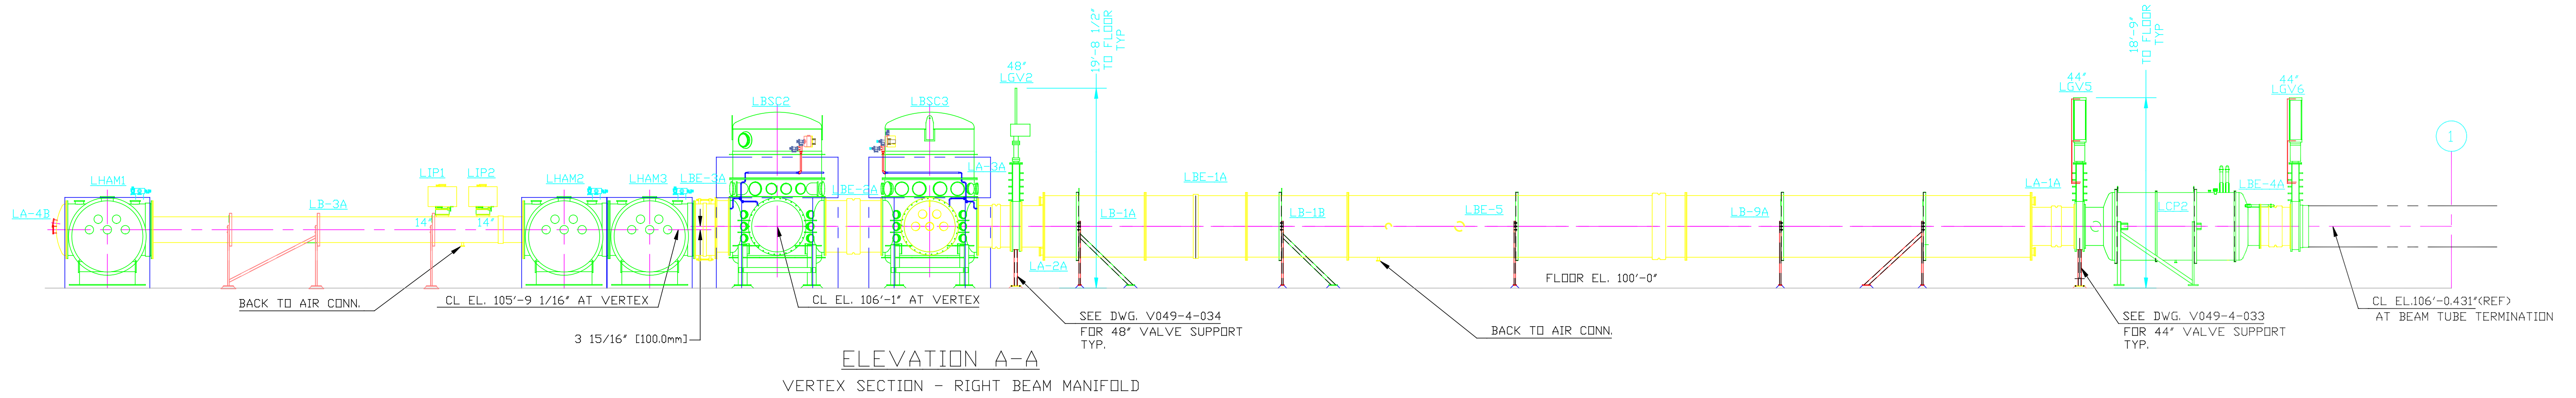 19'-8 1/2"
TO FLOOR
TYP
18'-9"
TO FLOOR
TYP
48"
LGV2
44"
LGV5
44"
LGV6
LBSC2
LBSC3
1
LIP1
LIP2
LHAM1
LHAM2
LHAM3
LBE-3A
LA-3A
LBE-1A
LBE-2A
LA-1A
LBE-4A
LA-4B
LB-3A
14"
14"
LB-1A
LB-1B
LBE-5
LB-9A
LCP2
LA-2A
FLOOR EL. 100'-0"
BACK TO AIR CONN.
CL EL. 105'-9 1/16" AT VERTEX
CL EL. 106'-1" AT VERTEX
CL EL.106'-0.431"(REF)
AT BEAM TUBE TERMINATION
SEE DWG. V049-4-034
FOR 48" VALVE SUPPORT
TYP.
BACK TO AIR CONN.
SEE DWG. V049-4-033
FOR 44" VALVE SUPPORT
TYP.
3 15/16" [100.0mm]
ELEVATION A-A
VERTEX SECTION - RIGHT BEAM MANIFOLD